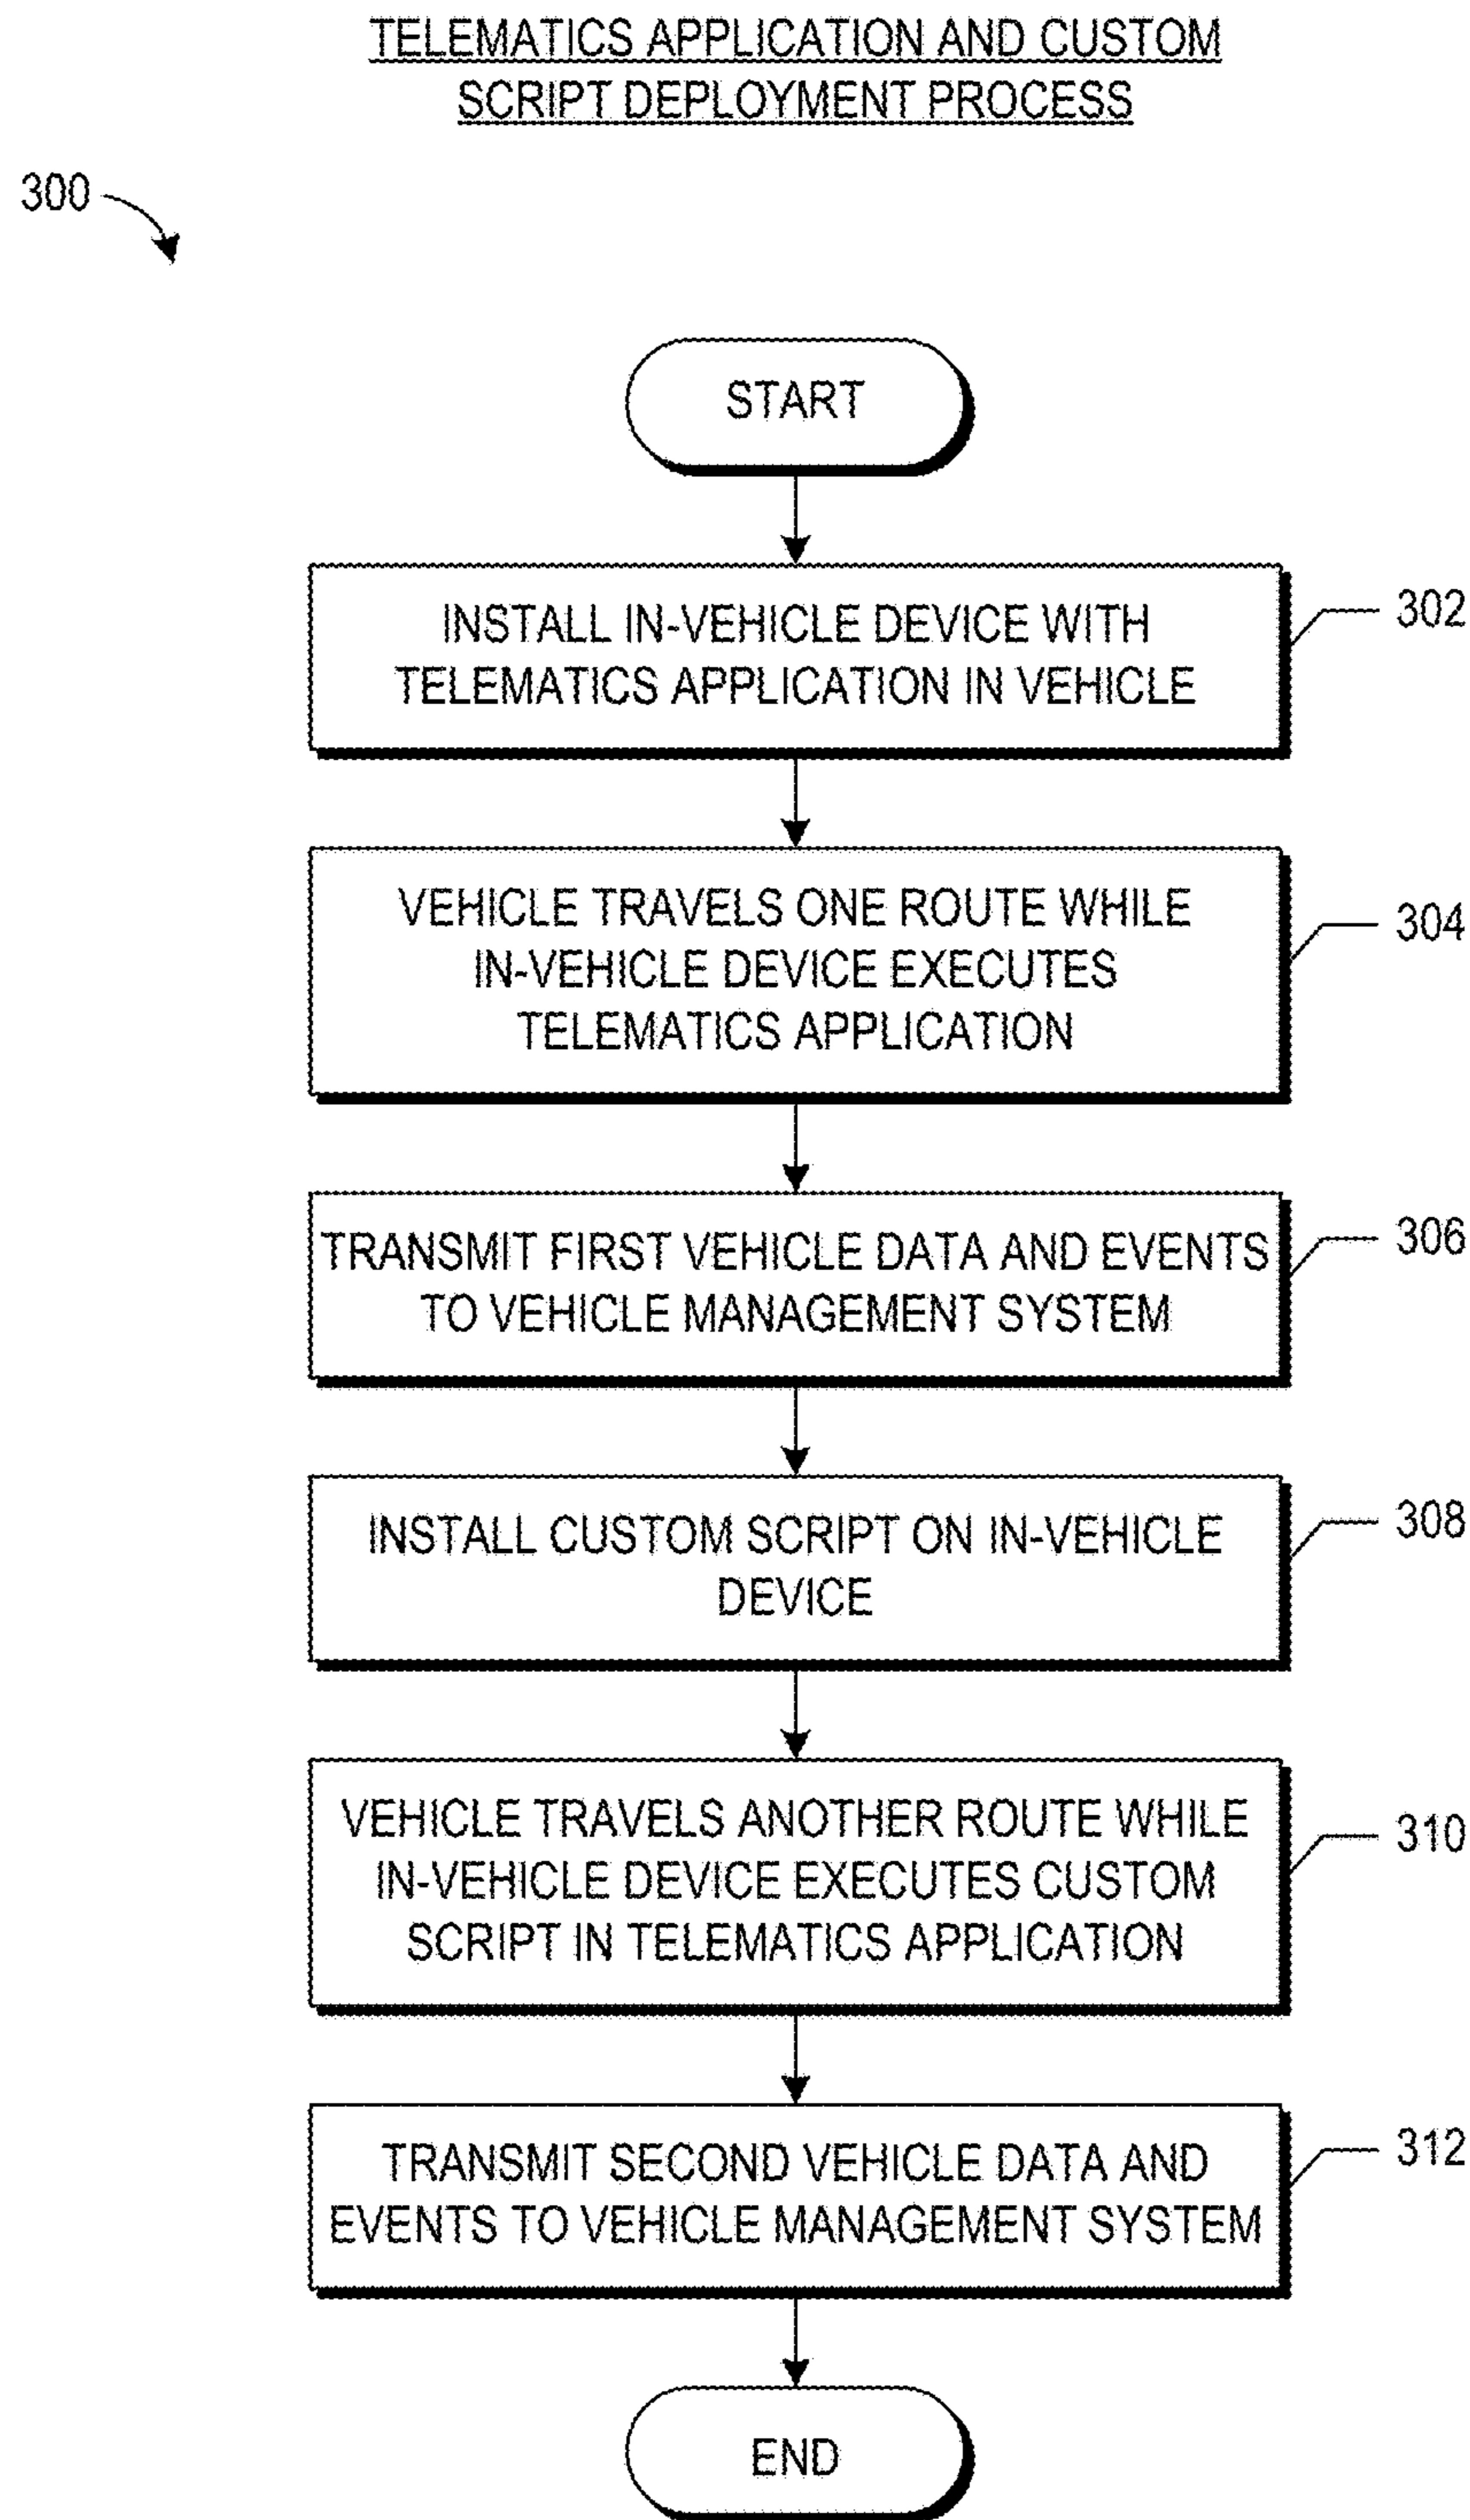 TELEMATICS APPLICATION AND CUSTOM
SCRIPT DEPLOYMENT PROCESS
300
START
INSTALL IN-VEHICLE DEVICE WITH
TELEMATICS APPLICATION IN VEHICLE
302
VEHICLE TRAVELS ONE ROUTE WHILE
IN-VEHICLE DEVICE EXECUTES
TELEMATICS APPLICATION
304
TRANSMIT FIRST VEHICLE DATA AND EVENTS
TO VEHICLE MANAGEMENT SYSTEM
306
INSTALL CUSTOM SCRIPT ON IN-VEHICLE
DEVICE
308
VEHICLE TRAVELS ANOTHER ROUTE WHILE
IN-VEHICLE DEVICE EXECUTES CUSTOM
SCRIPT IN TELEMATICS APPLICATION
310
TRANSMIT SECOND VEHICLE DATA AND
EVENTS TO VEHICLE MANAGEMENT SYSTEM
312
END